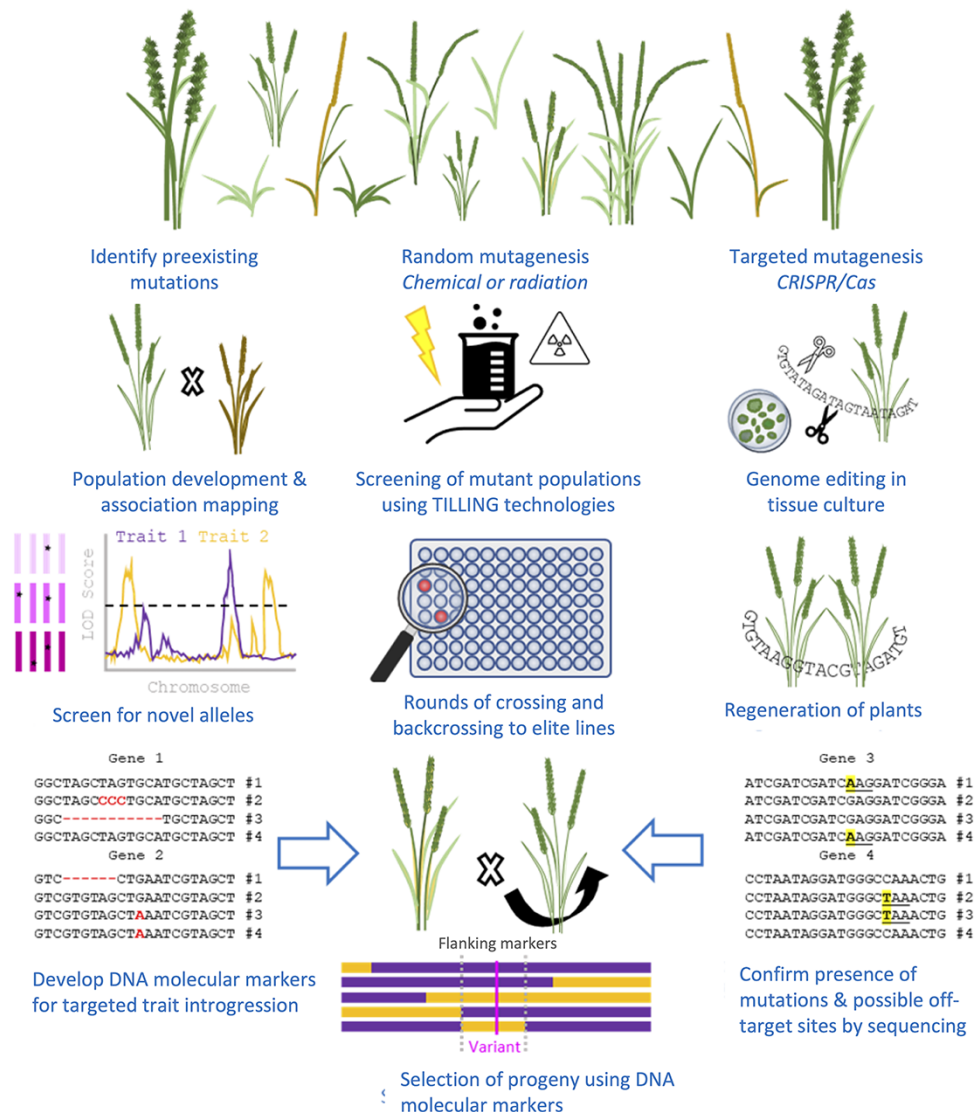 Identify preexisting
mutations
Random mutagenesis
Chemical or radiation
Targeted mutagenesis
CRISPR/Cas
GTGTATAGATAGTAATAGAT
Population development &
association mapping
Screening of mutant populations
using TILLING technologies
Genome editing in
tissue culture
Trait 1 Trait 2
LOD score
Chromosome
GTGTAAGGTACGTAGATGT
Screen for novel alleles
Rounds of crossing and
backcrossing to elite lines
Regeneration of plants
Gene 1
GGCTAGCTAGTGCATGCTAGCT #1
GGCTAGCCCCTGCATGCTAGCT #2
GGC------------TGCTAGCT #3
GGCTAGCTAGTGCATGCTAGCT #4
Gene 2
GTC------CTGAATCGTAGCT #1
GTCGTGTAGCTGAATCGTAGCT #2
GTCGTGTAGCTAAATCGTAGCT #3
GTCGTGTAGCTAAATCGTAGCT #4
Gene 3
ATCGATCGATCAAGGATCGGGA #1
ATCGATCGATCGAGGATCGGGA #2
ATCGATCGATCGAGGATCGGGA #3
ATCGATCGATCAAGGATCGGGA #4
Gene 4
CCTAATAGGATGGGCCAAACTG #1
CCTAATAGGATGGGCTAAACTG #2
CCTAATAGGATGGGCTAAACTG #3
CCTAATAGGATGGGCCAAACTG #4
Develop DNA molecular markers
for targeted trait introgression
Flanking markers
Variant
Confirm presence of
mutations & possible off-
target sites by sequencing
Selection of progeny using DNA
molecular markers